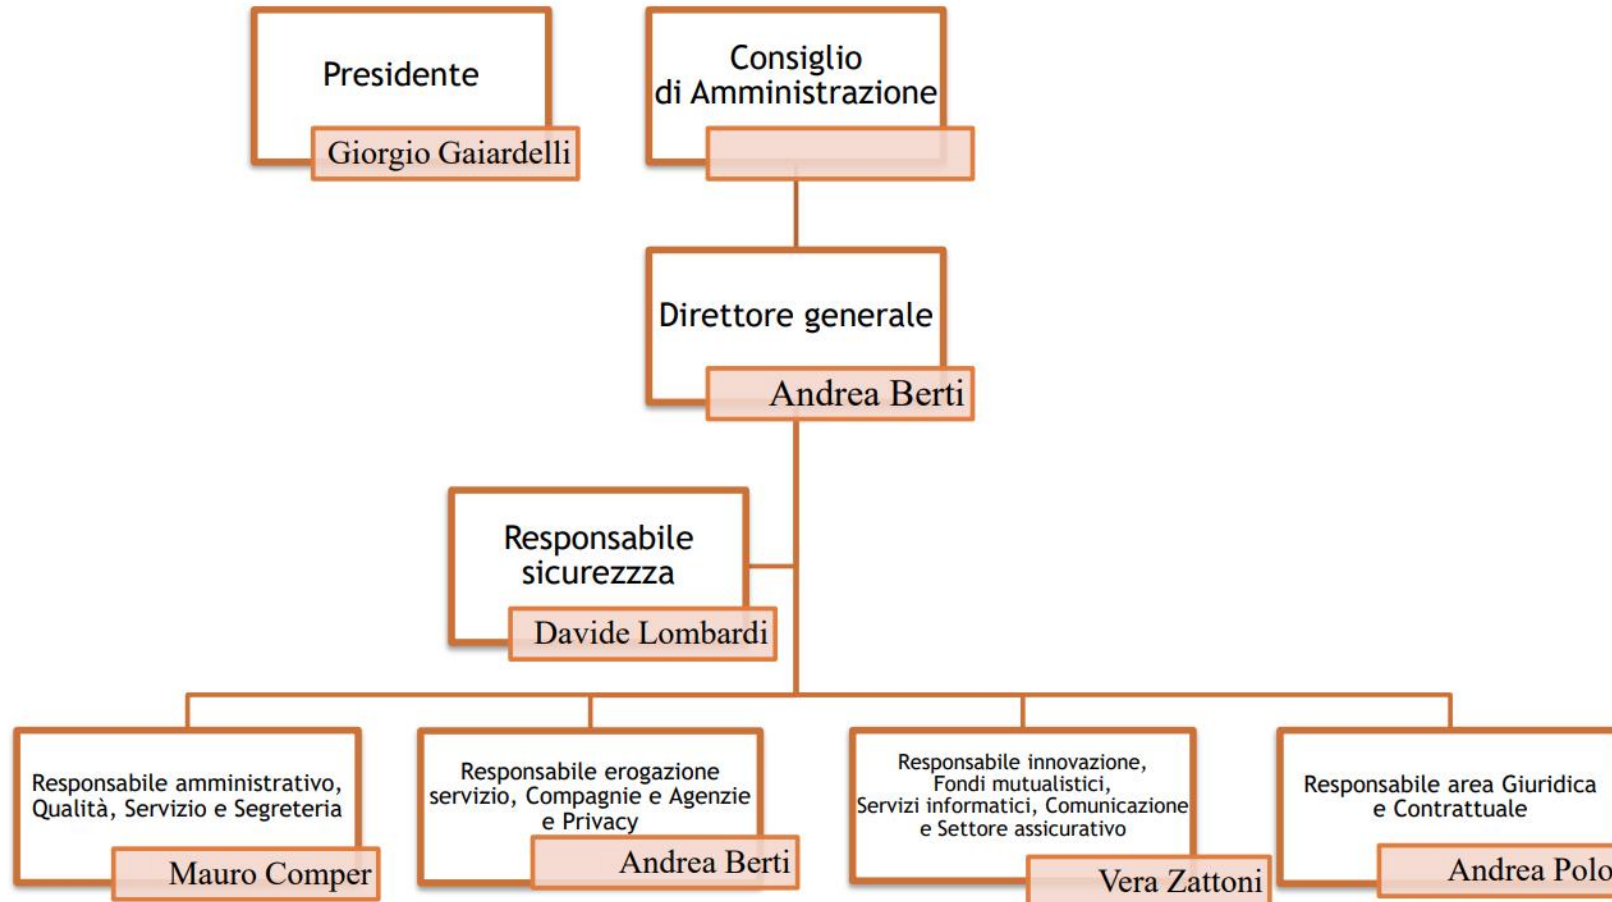 Presidente
Giorgio Gaiardelli
Consiglio
di Amministrazione
Direttore generale
Andrea Berti
Responsabile
sicurezzza
Davide Lombardi
Responsabile amministrativo,
Qualità, Servizio e Segreteria
Mauro Comper
Responsabile erogazione
servizio, Compagnie e Agenzie
e Privacy
Andrea Berti
Responsabile innovazione,
Fondi mutualistici,
Servizi informatici, Comunicazione
e Settore assicurativo
Vera Zattoni
Responsabile area Giuridica
e Contrattuale
Andrea Polo